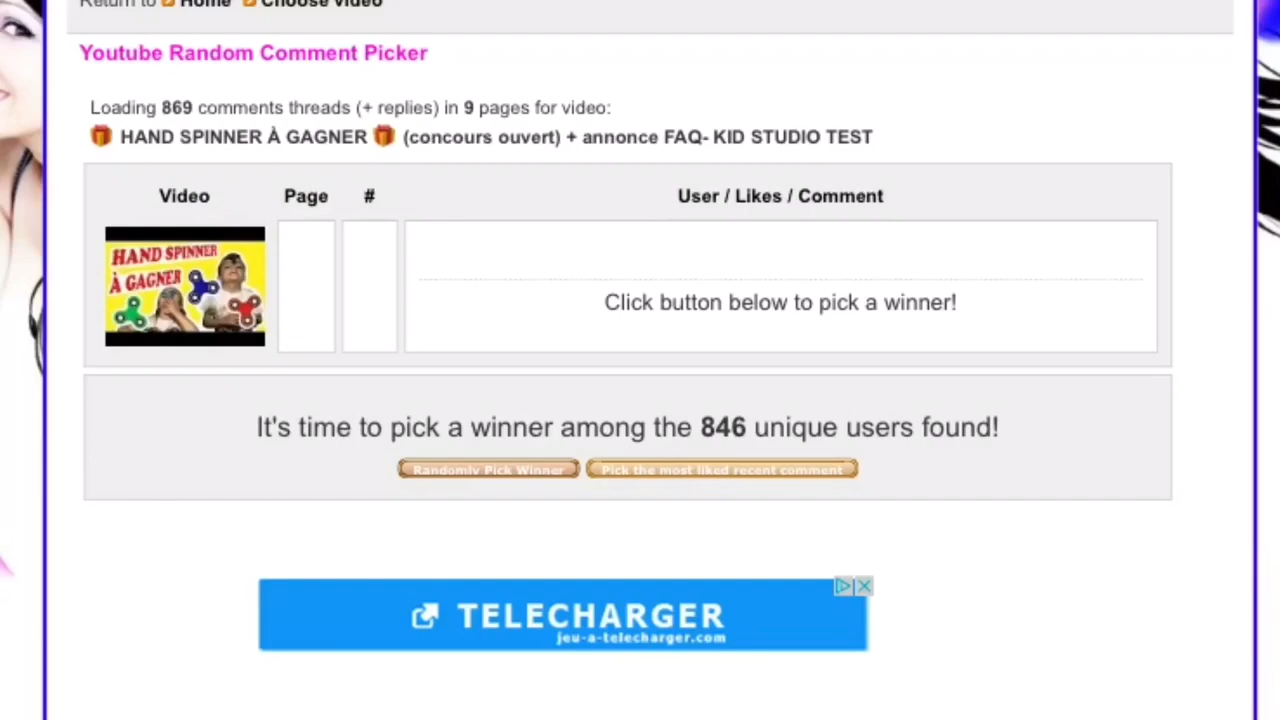 Return to Home Choose video
Youtube Random Comment Picker
Loading 869 comments threads (+ replies) in 9 pages for video:
HAND SPINNER À GAGNER (concours ouvert) + annonce FAQ- KID STUDIO TEST
Video Page # User / Likes / Comment
HAND SPINNER
À GAGNER
Click button below to pick a winner!
It's time to pick a winner among the 846 unique users found!
Randomly Pick Winner Pick the most liked recent comment
TELECHARGER
jeu-a-telecharger.com